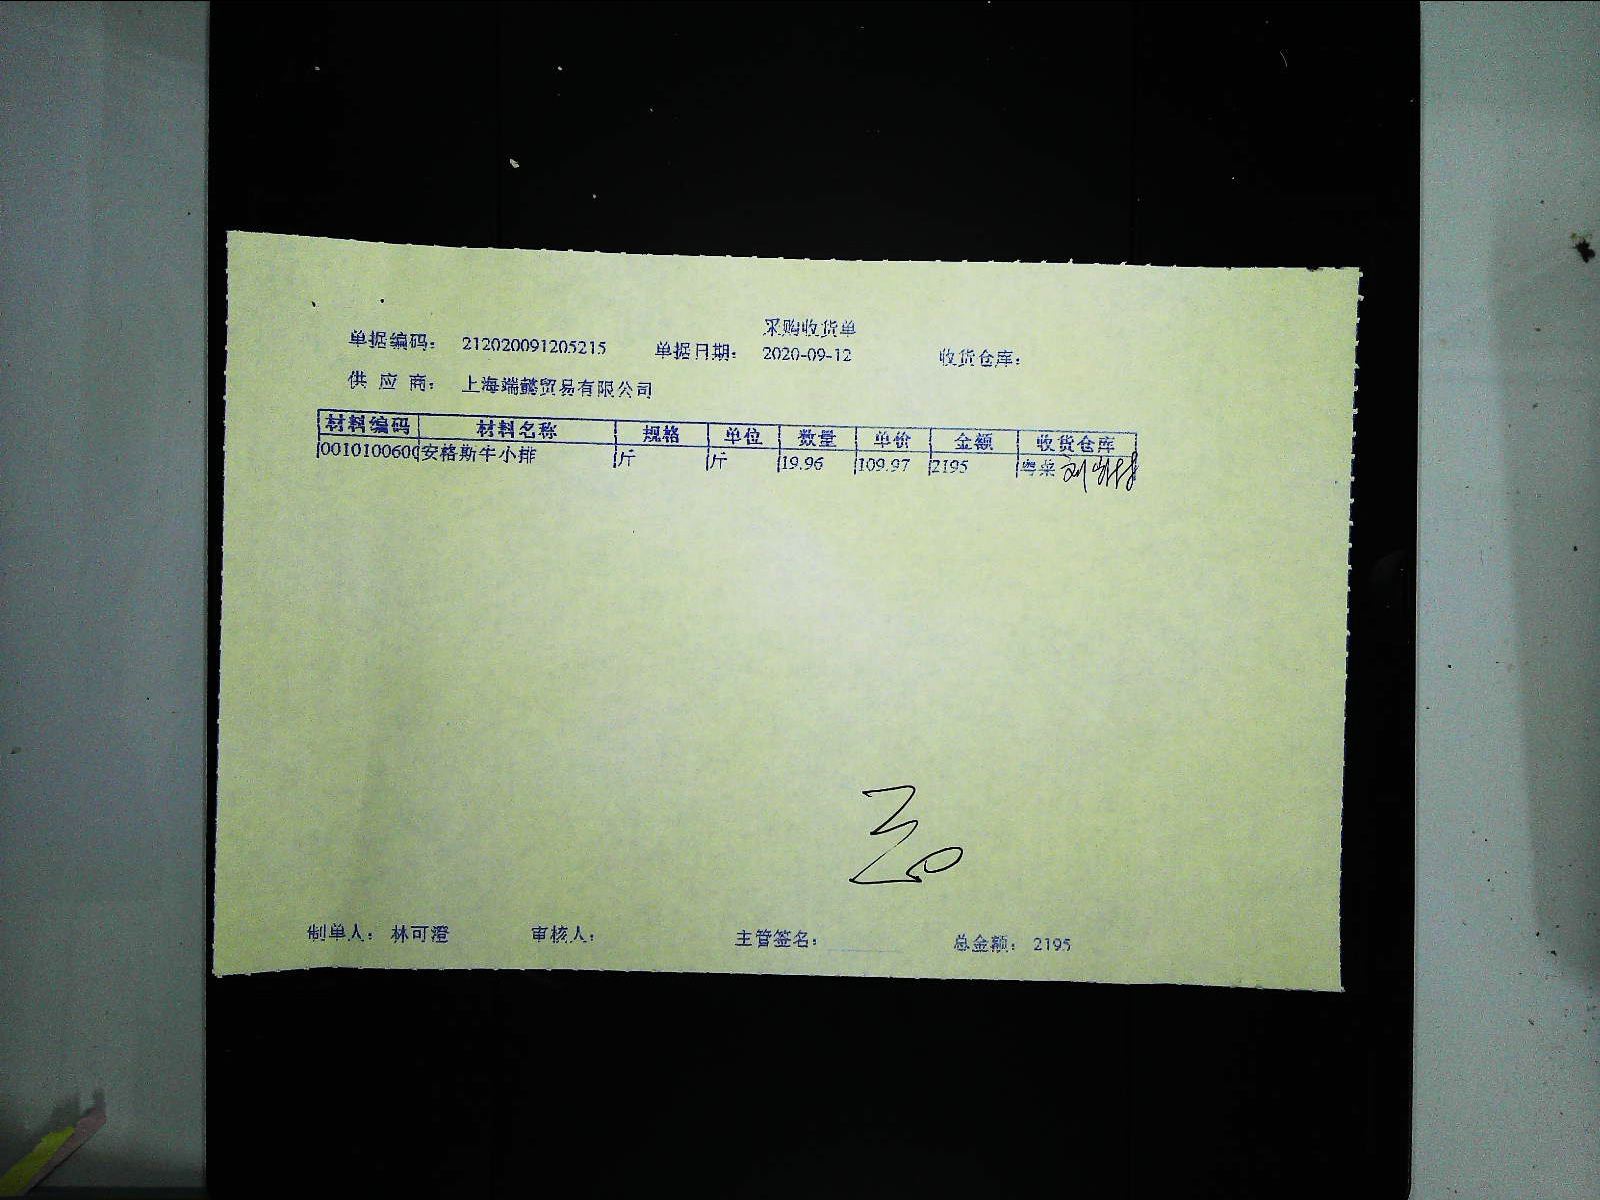 采购收货单
单据编码： 212020091205215 单据日期： 2020-09-12 收货仓库：
供 应 商： 上海端懿贸易有限公司
材料编码 材料名称 规格 单位 数量 单价 金额 收货仓库
0010100600 安格斯牛小排 斤 斤 19.96 109.97 2195 粤菜
制单人： 林可澄 审核人： 主管签名： 总金额： 2195